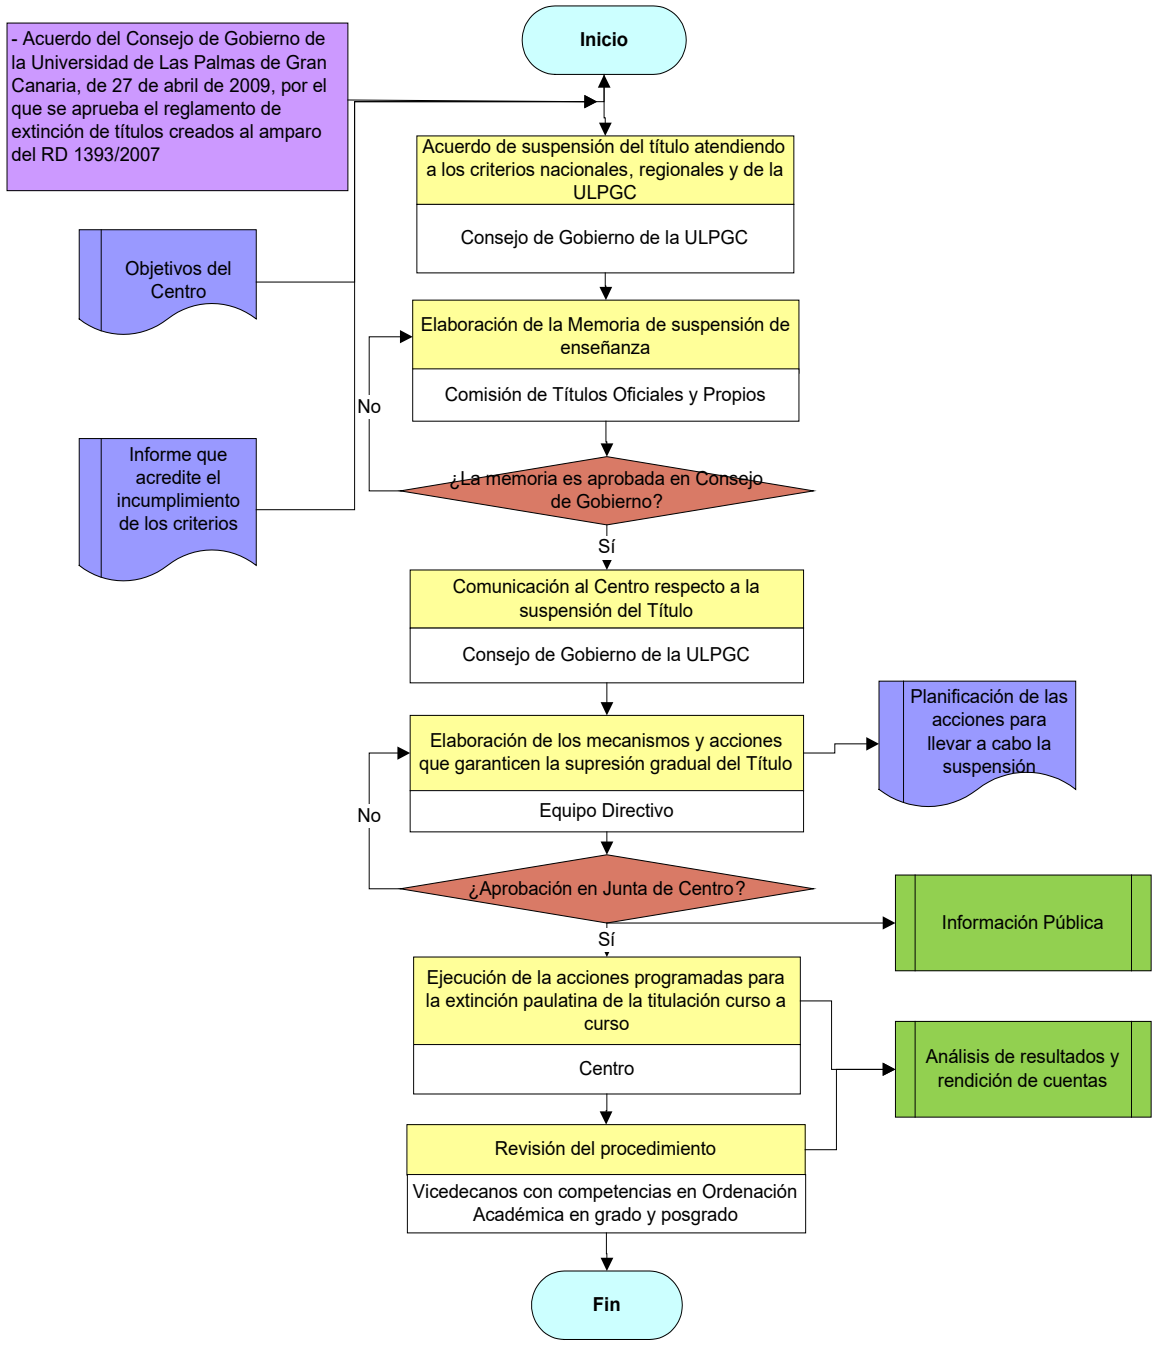 Inicio
- Acuerdo del Consejo de Gobierno de
la Universidad de Las Palmas de Gran
Canaria, de 27 de abril de 2009, por el
que se aprueba el reglamento de
extinción de títulos creados al amparo
del RD 1393/2007
Acuerdo de suspensión del título atendiendo
a los criterios nacionales, regionales y de la
ULPGC
Consejo de Gobierno de la ULPGC
Objetivos del
Centro
Elaboración de la Memoria de suspensión de
enseñanza
Comisión de Títulos Oficiales y Propios
No
Informe que
acredite el
incumplimiento
de los criterios
¿La memoria es aprobada en Consejo
de Gobierno?
Sí
Comunicación al Centro respecto a la
suspensión del Título
Consejo de Gobierno de la ULPGC
Elaboración de los mecanismos y acciones
que garanticen la supresión gradual del Título
Equipo Directivo
Planificación de las
acciones para
llevar a cabo la
suspensión
No
¿Aprobación en Junta de Centro?
Sí
Información Pública
Ejecución de la acciones programadas para
la extinción paulatina de la titulación curso a
curso
Centro
Análisis de resultados y
rendición de cuentas
Revisión del procedimiento
Vicedecanos con competencias en Ordenación
Académica en grado y posgrado
Fin